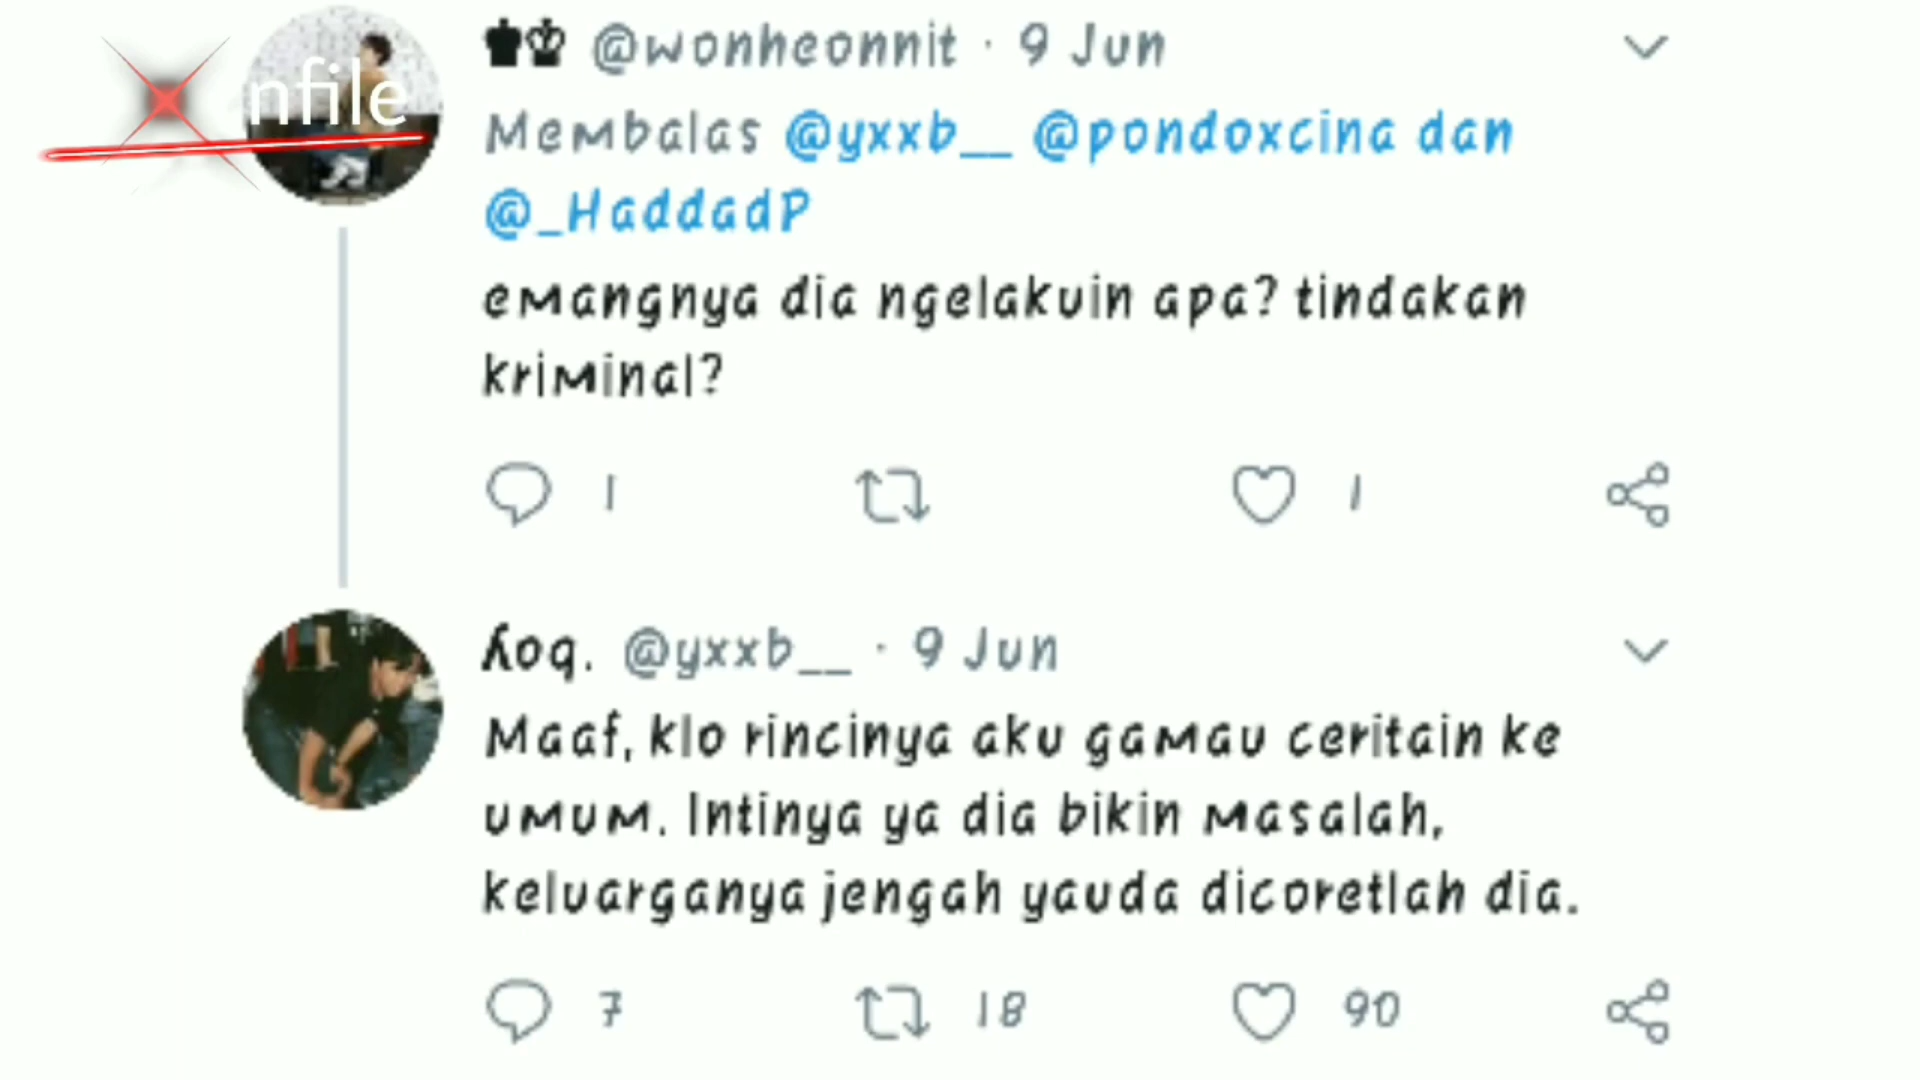 nfile
@wonheonnit · 9 Jun
Membalas @yxxb__ @pondoxcina dan
@_HaddadP
emangnya dia ngelakuin apa? tindakan
kriminal?
1 1
ʎoq. @yxxb__ · 9 Jun
Maaf, klo rincinya aku gamau ceritain ke
umum. Intinya ya dia bikin masalah,
keluarganya jengah yauda dicoretlah dia.
7 18 90